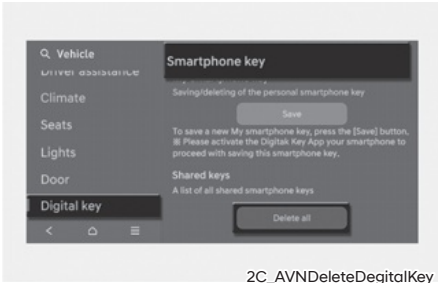 Vehicle
Driver assistance
Climate
Seats
Lights
Door
Digital key
Smartphone key
Saving/deleting of the personal smartphone key
Save
To save a new My smartphone key, press the [Save] button.
※ Please activate the Digitak Key App your smartphone to
proceed with saving this smartphone key.
Shared keys
A list of all shared smartphone keys
Delete all
2C_AVNDeleteDegitalKey